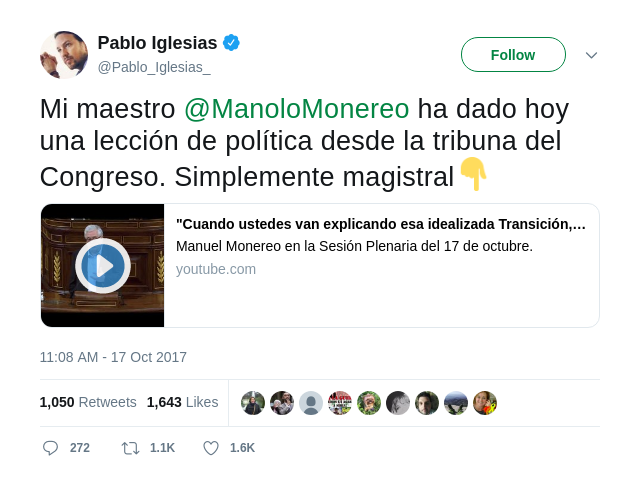 Pablo Iglesias
@Pablo_Iglesias_
Follow
Mi maestro @ManoloMonereo ha dado hoy
una lección de política desde la tribuna del
Congreso. Simplemente magistral👇
"Cuando ustedes van explicando esa idealizada Transición,...
Manuel Monereo en la Sesión Plenaria del 17 de octubre.
youtube.com
11:08 AM - 17 Oct 2017
1,050 Retweets 1,643 Likes
272 1.1K 1.6K